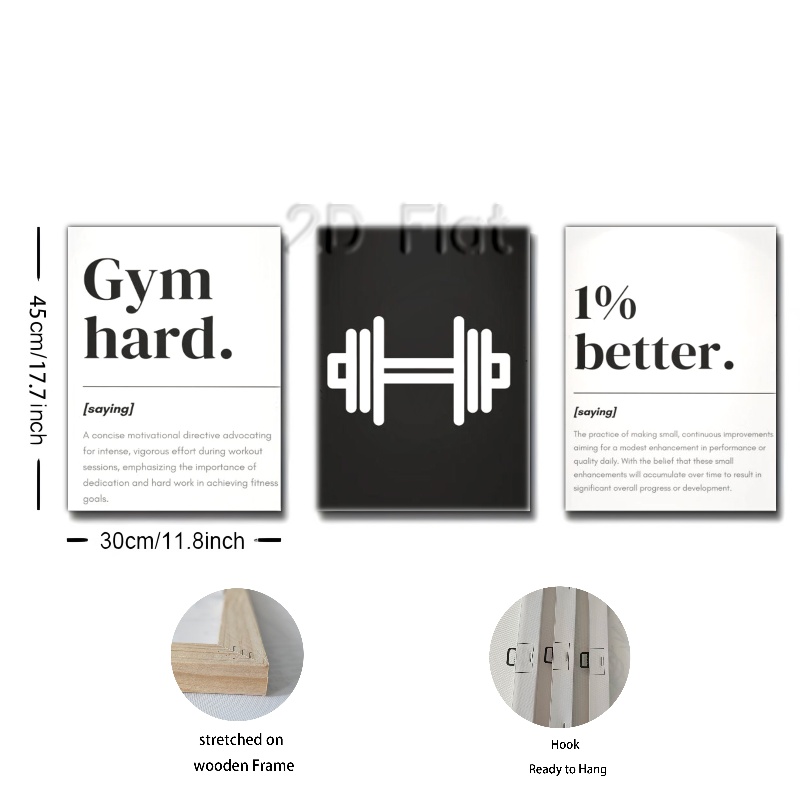 2D Flat
Gym
hard.
[saying]
A concise motivational directive advocating
for intense, vigorous effort during workout
sessions, emphasizing the importance of
dedication and hard work in achieving fitness
goals.
1%
better.
[saying]
The practice of making small, continuous improvements
aiming for a modest enhancement in performance or
quality daily. With the belief that these small
enhancements will accumulate over time to result in
significant overall progress or development.
45cm/17.7inch
30cm/11.8inch
stretched on
wooden Frame
Hook
Ready to Hang